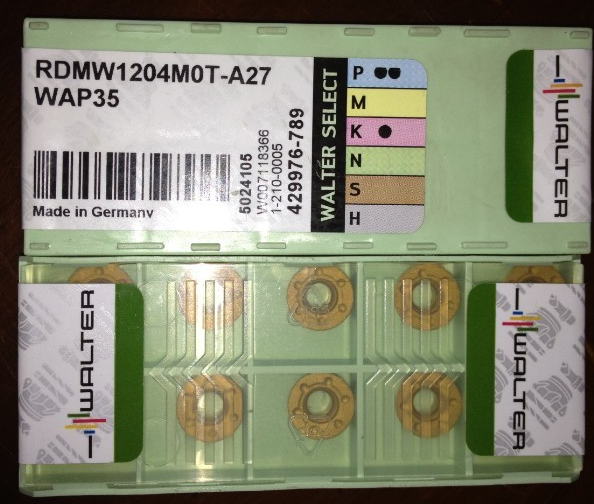 RDMW1204M0T-A27
WAP35
Made in Germany
5024105
W007118366
1-210-0005
429976-789
WALTER SELECT
P
M
K
N
S
H
WALTER
WALTER
WALTER